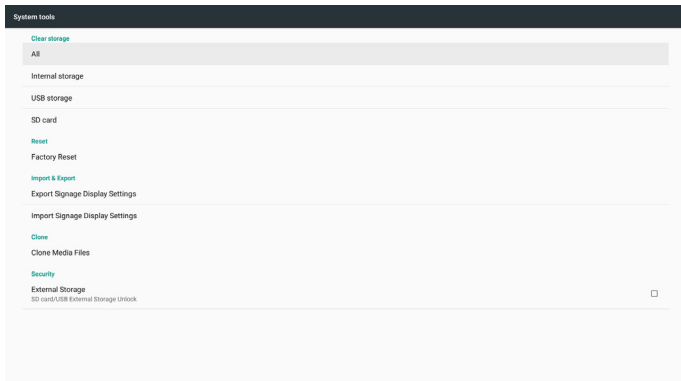 System tools
Clear storage
All
Internal storage
USB storage
SD card
Reset
Factory Reset
Import & Export
Export Signage Display Settings
Import Signage Display Settings
Clone
Clone Media Files
Security
External Storage
SD card/USB External Storage Unlock